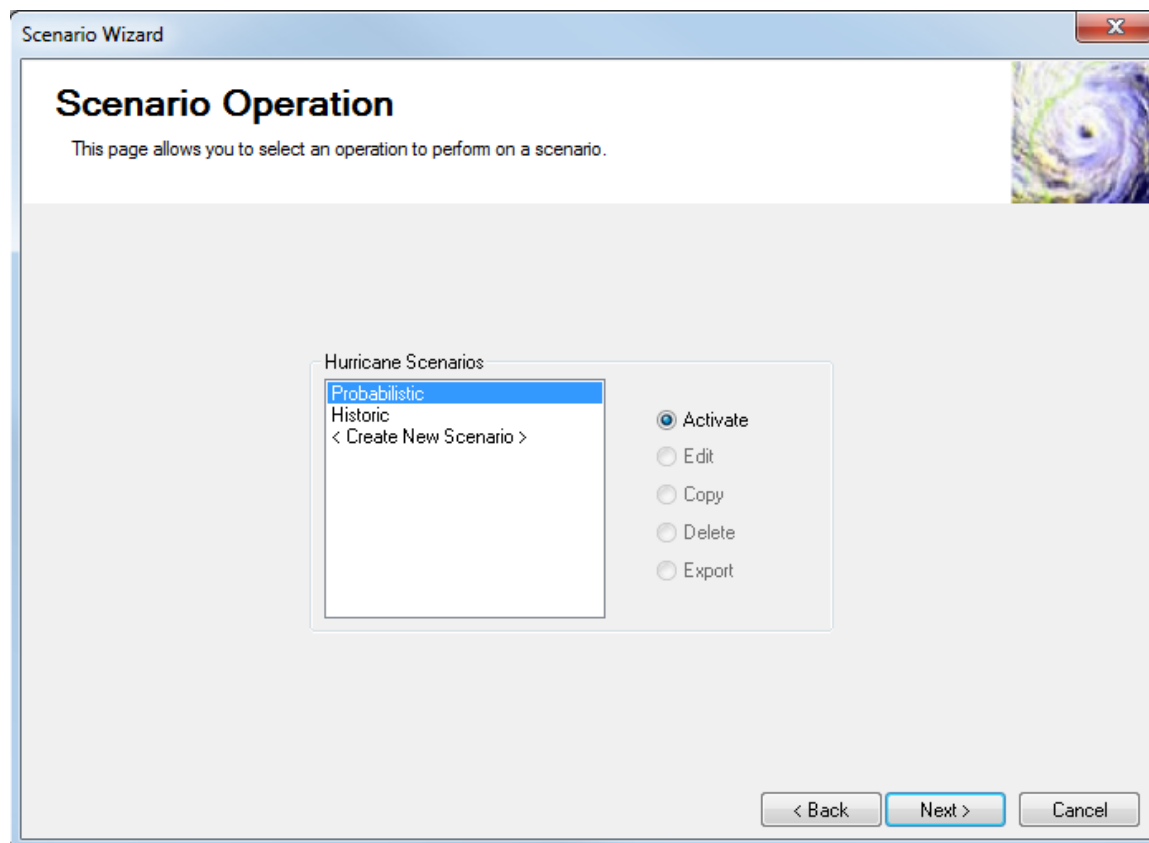 Scenario Wizard
Scenario Operation
This page allows you to select an operation to perform on a scenario.
Hurricane Scenarios
Probabilistic
Historic
< Create New Scenario >
Activate
Edit
Copy
Delete
Export
< Back
Next >
Cancel